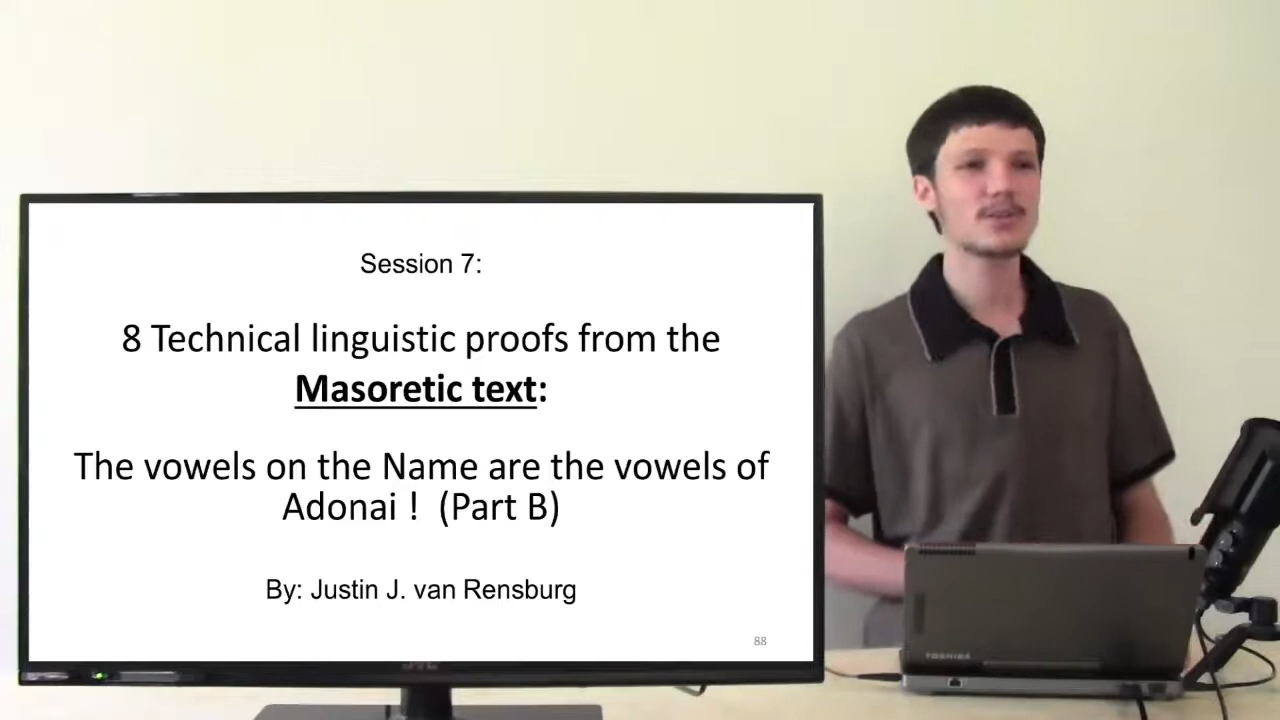 Session 7:
8 Technical linguistic proofs from the
Masoretic text:
The vowels on the Name are the vowels of
Adonai ! (Part B)
By: Justin J. van Rensburg
88
JVC
TOSHIBA